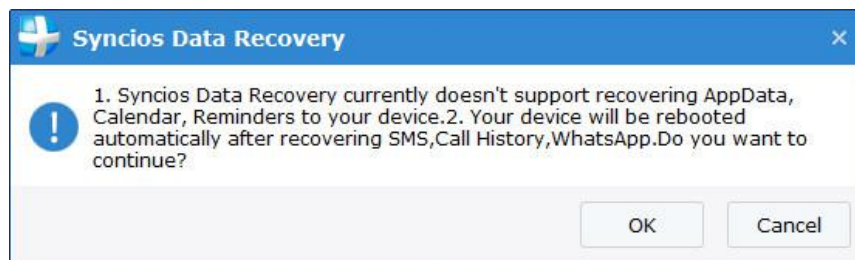 Syncios Data Recovery
1. Syncios Data Recovery currently doesn't support recovering AppData,
Calendar, Reminders to your device.2. Your device will be rebooted
automatically after recovering SMS,Call History,WhatsApp.Do you want to
continue?
OK Cancel